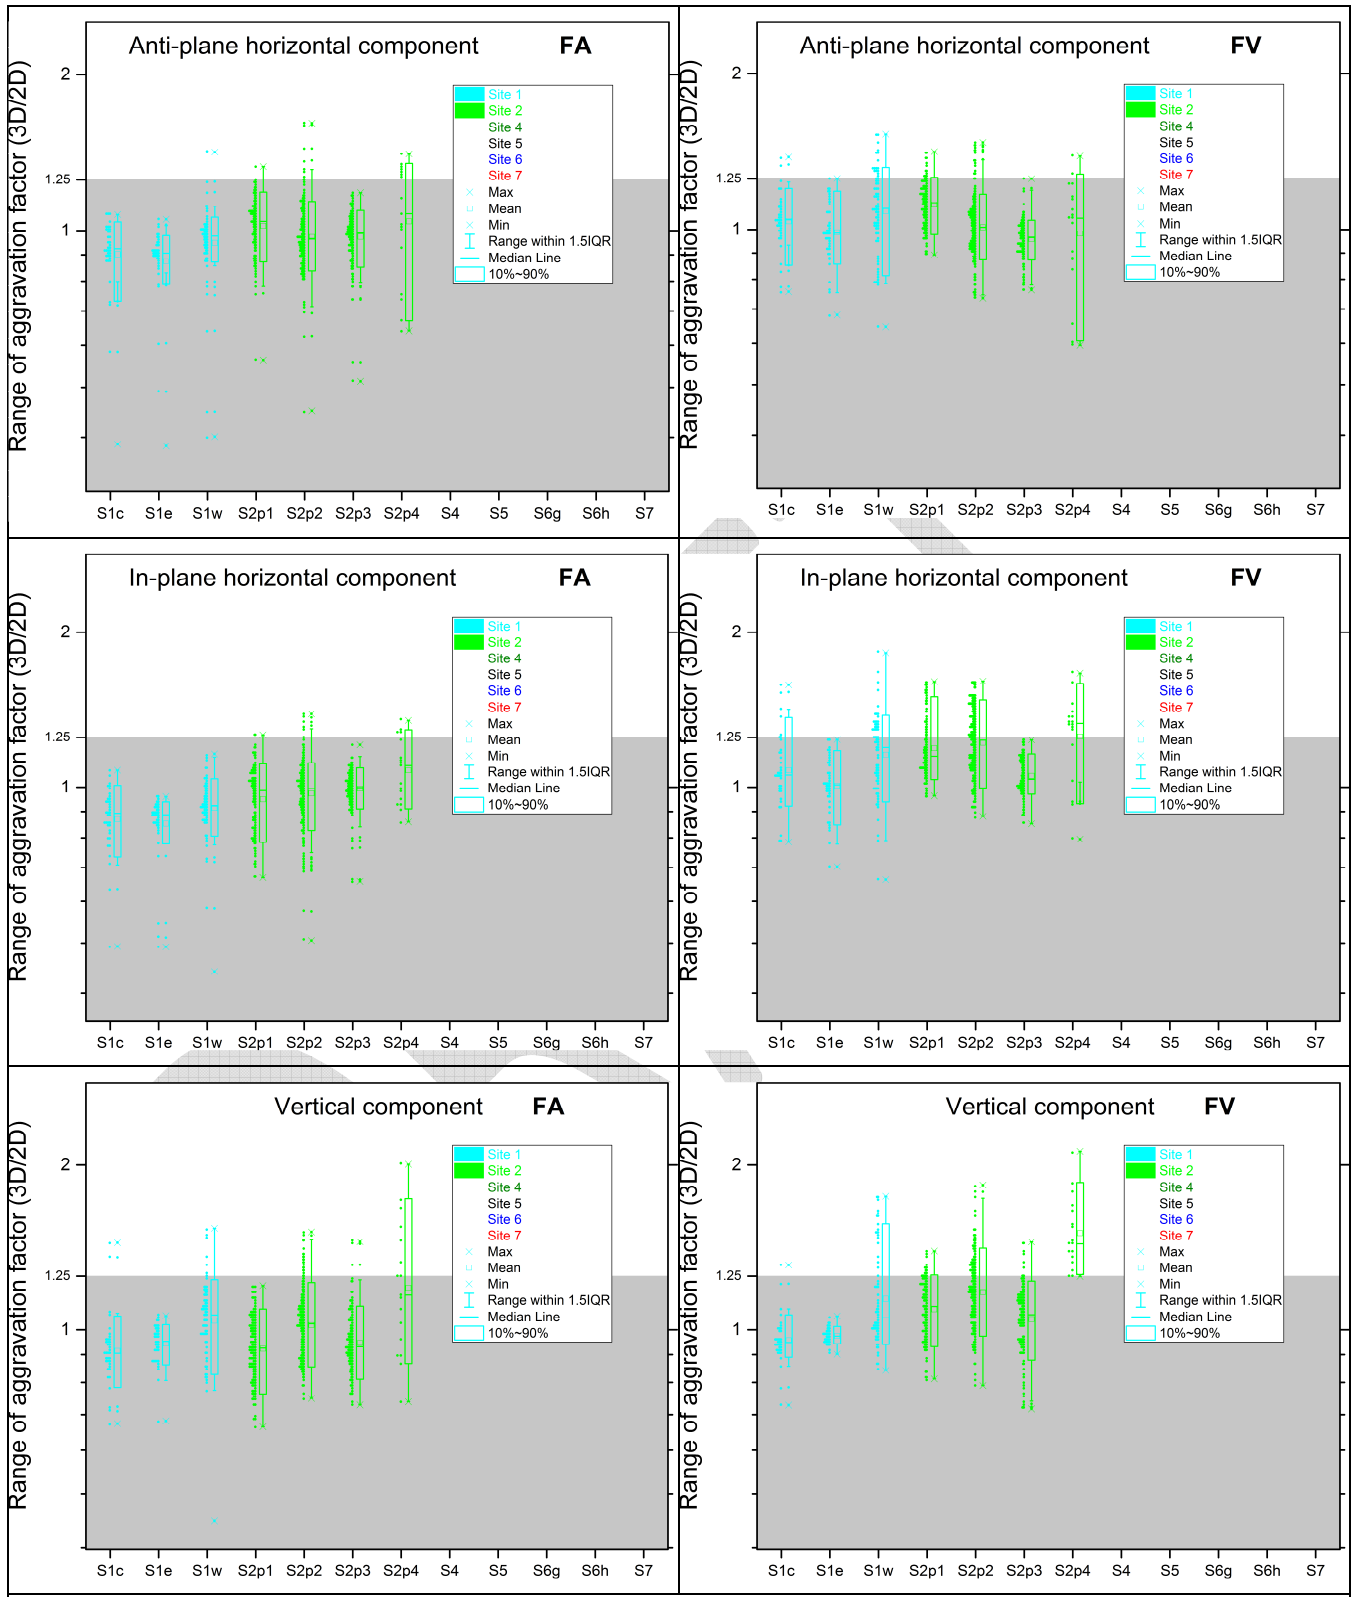 Anti-plane horizontal component FA
Range of aggravation factor (3D/2D)
2
1.25
1
Site 1
Site 2
Site 4
Site 5
Site 6
Site 7
Max
Mean
Min
Range within 1.5IQR
Median Line
10%~90%
S1c S1e S1w S2p1 S2p2 S2p3 S2p4 S4 S5 S6g S6h S7
Anti-plane horizontal component FV
Range of aggravation factor (3D/2D)
2
1.25
1
Site 1
Site 2
Site 4
Site 5
Site 6
Site 7
Max
Mean
Min
Range within 1.5IQR
Median Line
10%~90%
S1c S1e S1w S2p1 S2p2 S2p3 S2p4 S4 S5 S6g S6h S7
In-plane horizontal component FA
Range of aggravation factor (3D/2D)
2
1.25
1
Site 1
Site 2
Site 4
Site 5
Site 6
Site 7
Max
Mean
Min
Range within 1.5IQR
Median Line
10%~90%
S1c S1e S1w S2p1 S2p2 S2p3 S2p4 S4 S5 S6g S6h S7
In-plane horizontal component FV
Range of aggravation factor (3D/2D)
2
1.25
1
Site 1
Site 2
Site 4
Site 5
Site 6
Site 7
Max
Mean
Min
Range within 1.5IQR
Median Line
10%~90%
S1c S1e S1w S2p1 S2p2 S2p3 S2p4 S4 S5 S6g S6h S7
Vertical component FA
Range of aggravation factor (3D/2D)
2
1.25
1
Site 1
Site 2
Site 4
Site 5
Site 6
Site 7
Max
Mean
Min
Range within 1.5IQR
Median Line
10%~90%
S1c S1e S1w S2p1 S2p2 S2p3 S2p4 S4 S5 S6g S6h S7
Vertical component FV
Range of aggravation factor (3D/2D)
2
1.25
1
Site 1
Site 2
Site 4
Site 5
Site 6
Site 7
Max
Mean
Min
Range within 1.5IQR
Median Line
10%~90%
S1c S1e S1w S2p1 S2p2 S2p3 S2p4 S4 S5 S6g S6h S7